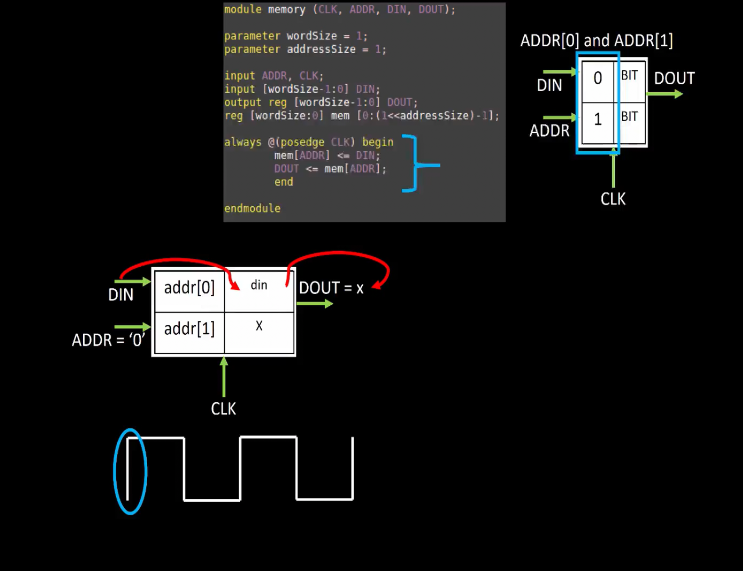 module memory (CLK, ADDR, DIN, DOUT);
parameter wordSize = 1;
parameter addressSize = 1;
input ADDR, CLK;
input [wordSize-1:0] DIN;
output reg [wordSize-1:0] DOUT;
reg [wordSize:0] mem [0:(1<<addressSize)-1];
always @(posedge CLK) begin
mem[ADDR] <= DIN;
DOUT <= mem[ADDR];
end
endmodule
ADDR[0] and ADDR[1]
DIN
0
BIT
DOUT
ADDR
1
BIT
CLK
DIN
addr[0]
din
DOUT = x
ADDR = ‘0’
addr[1]
X
CLK